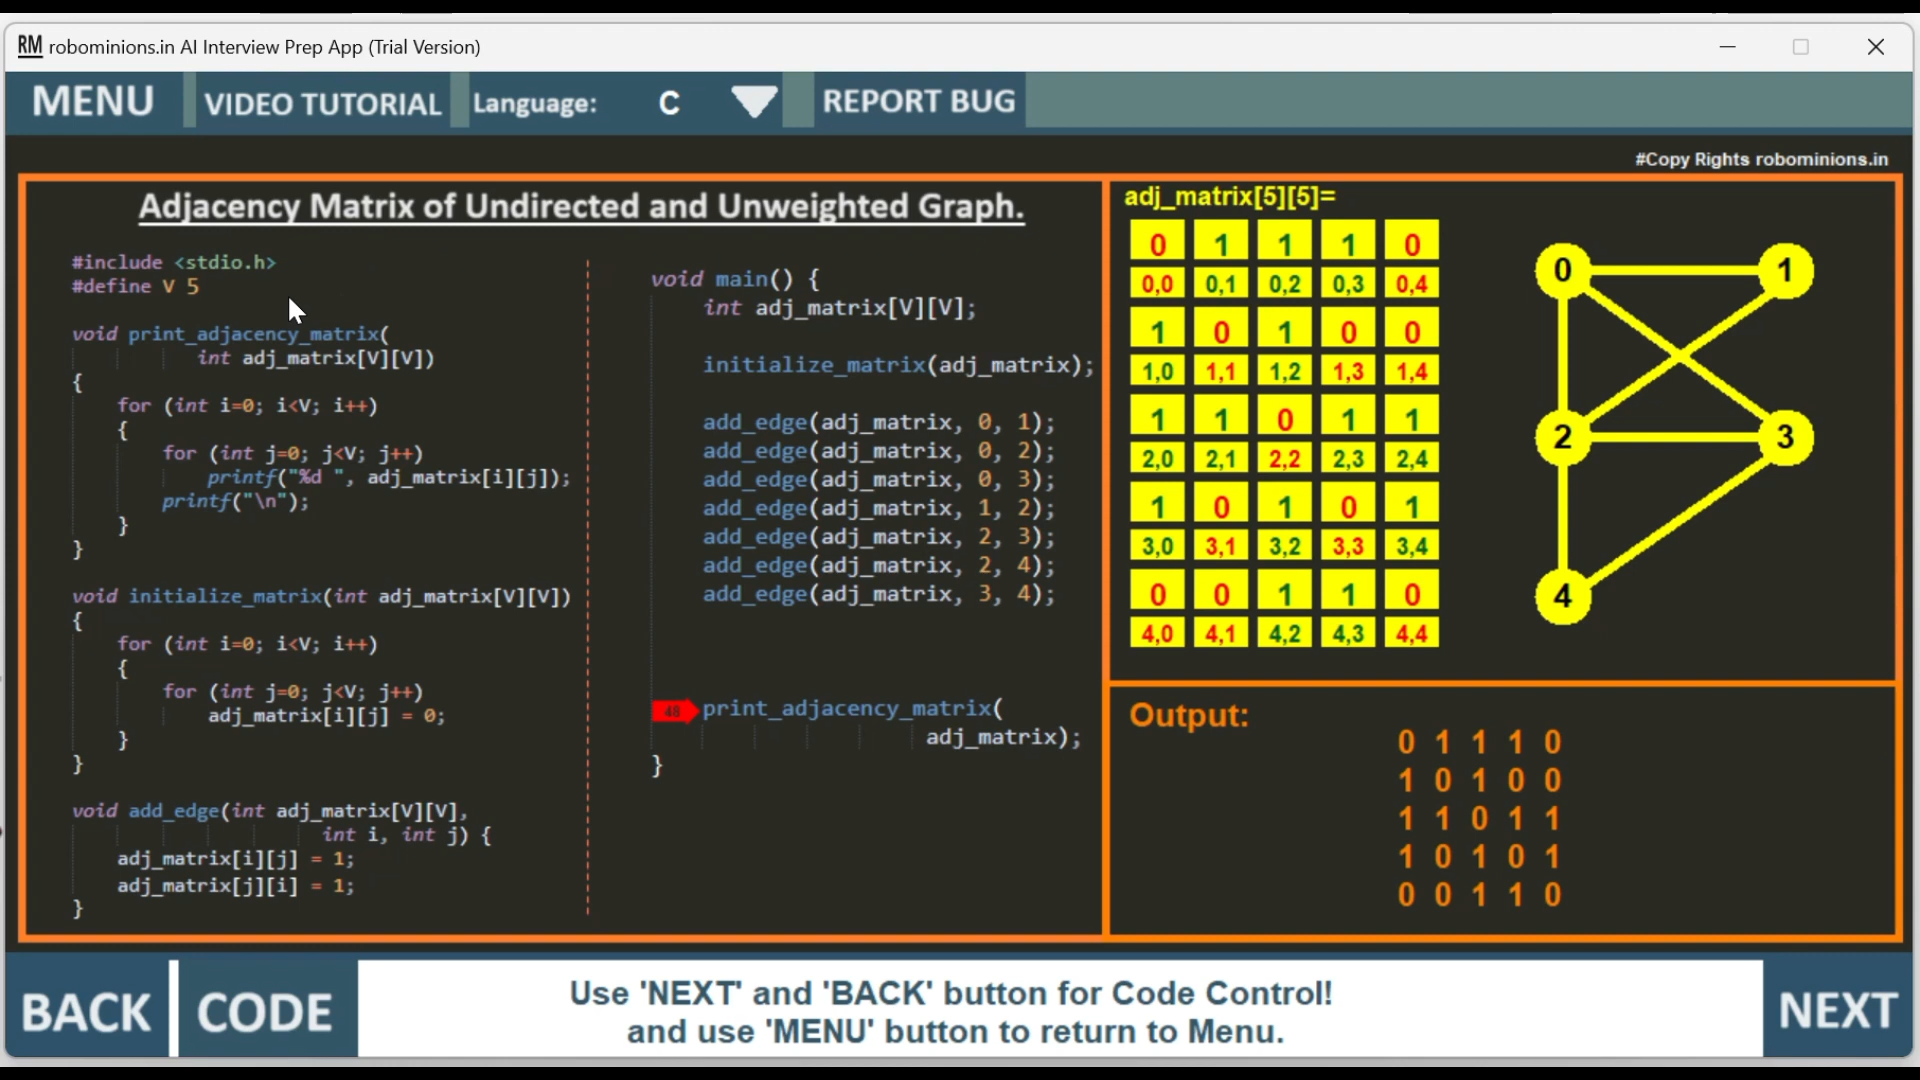 RM robominions.in AI Interview Prep App (Trial Version)
MENU VIDEO TUTORIAL Language: C REPORT BUG
#Copy Rights robominions.in
Adjacency Matrix of Undirected and Unweighted Graph.
#include <stdio.h>
#define V 5
void print_adjacency_matrix(
int adj_matrix[V][V])
{
for (int i=0; i<V; i++)
{
for (int j=0; j<V; j++)
printf("%d ", adj_matrix[i][j]);
printf("\n");
}
}
void initialize_matrix(int adj_matrix[V][V])
{
for (int i=0; i<V; i++)
{
for (int j=0; j<V; j++)
adj_matrix[i][j] = 0;
}
}
void add_edge(int adj_matrix[V][V],
int i, int j) {
adj_matrix[i][j] = 1;
adj_matrix[j][i] = 1;
}
void main() {
int adj_matrix[V][V];
initialize_matrix(adj_matrix);
add_edge(adj_matrix, 0, 1);
add_edge(adj_matrix, 0, 2);
add_edge(adj_matrix, 0, 3);
add_edge(adj_matrix, 1, 2);
add_edge(adj_matrix, 2, 3);
add_edge(adj_matrix, 2, 4);
add_edge(adj_matrix, 3, 4);
48 print_adjacency_matrix(
adj_matrix);
}
adj_matrix[5][5]=
0 1 1 1 0
0,0 0,1 0,2 0,3 0,4
1 0 1 0 0
1,0 1,1 1,2 1,3 1,4
1 1 0 1 1
2,0 2,1 2,2 2,3 2,4
1 0 1 0 1
3,0 3,1 3,2 3,3 3,4
0 0 1 1 0
4,0 4,1 4,2 4,3 4,4
0 1
2 3
4
Output:
0 1 1 1 0
1 0 1 0 0
1 1 0 1 1
1 0 1 0 1
0 0 1 1 0
BACK CODE
Use 'NEXT' and 'BACK' button for Code Control!
and use 'MENU' button to return to Menu.
NEXT